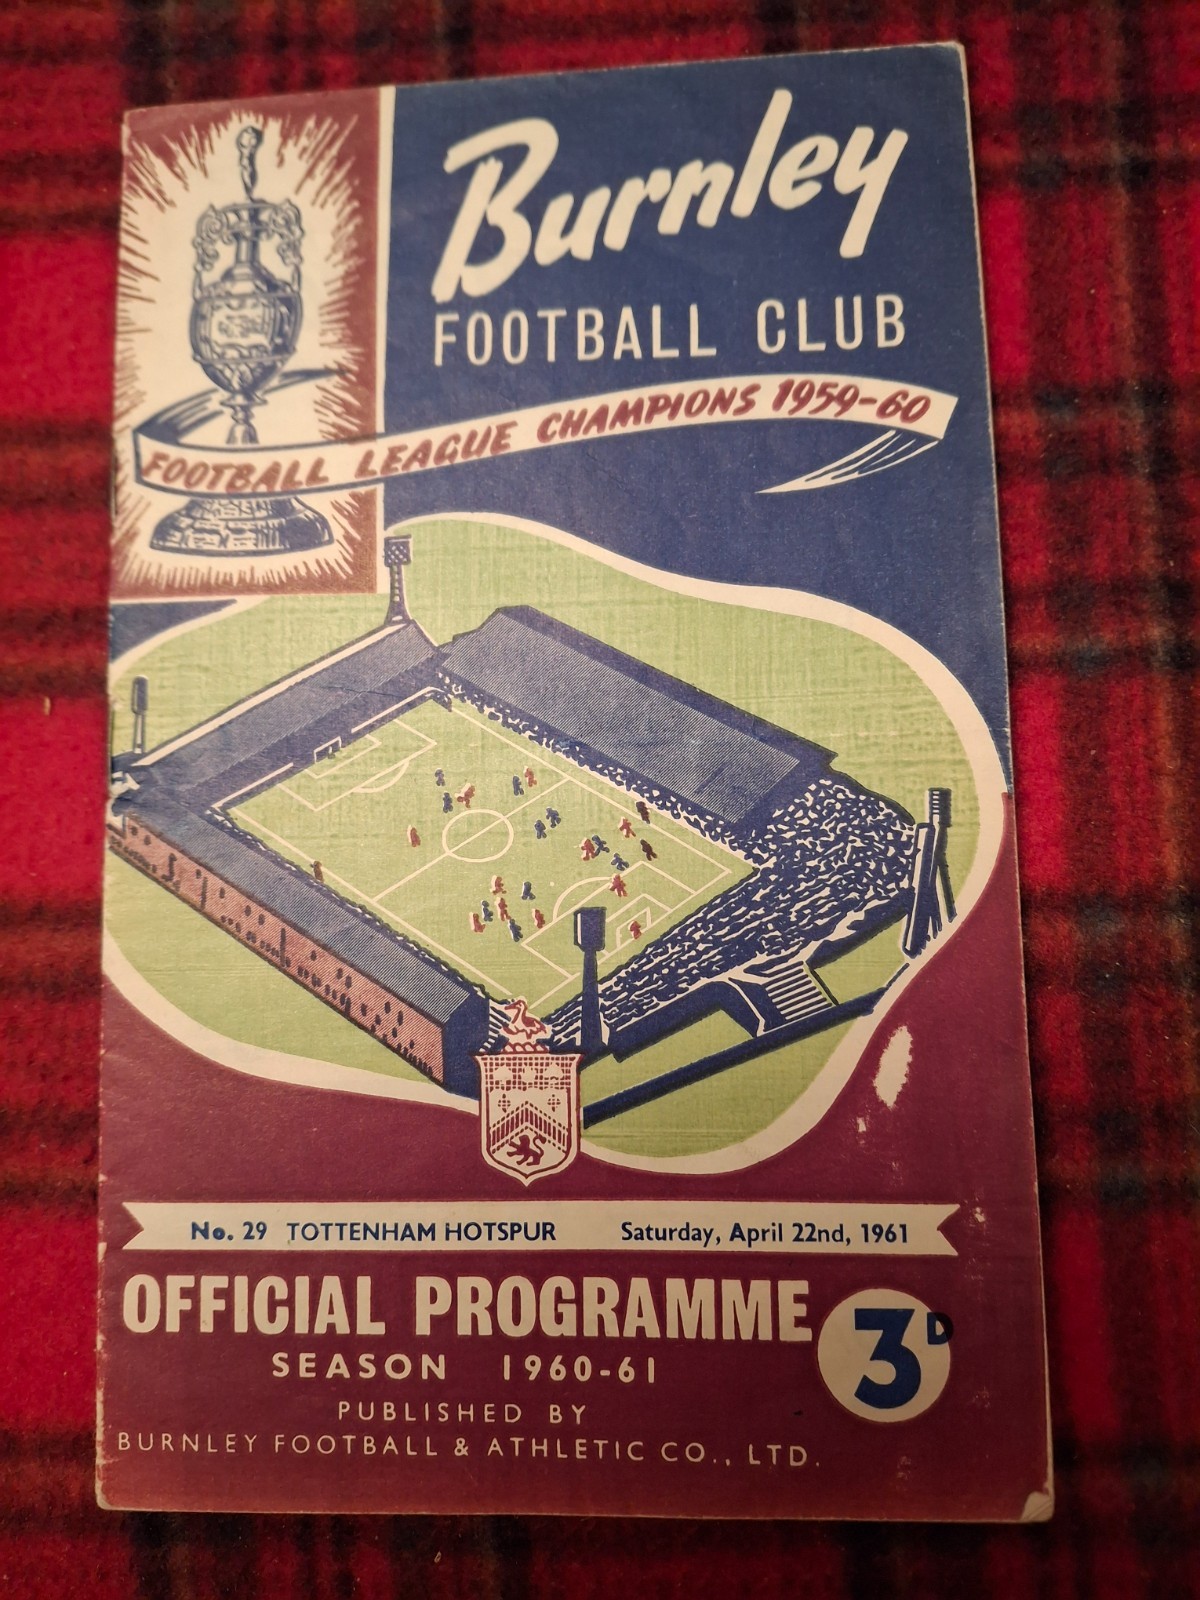 Burnley
FOOTBALL CLUB
FOOTBALL LEAGUE CHAMPIONS 1959-60
No. 29 TOTTENHAM HOTSPUR Saturday, April 22nd, 1961
OFFICIAL PROGRAMME
3D
SEASON 1960-61
PUBLISHED BY
BURNLEY FOOTBALL & ATHLETIC CO., LTD.